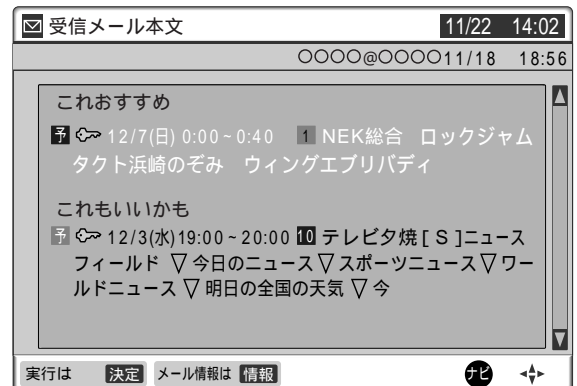 受信メール本文 11/22 14:02
○○○○@○○○○11/18 18:56
これおすすめ
予 12/7(日) 0:00~0:40 1 NEK総合 ロックジャム
タクト浜崎のぞみ ウィングエブリバディ
これもいいかも
予 12/3(水)19:00~20:00 10 テレビ夕焼[S]ニュース
フィールド ▽今日のニュース▽スポーツニュース▽ワー
ルドニュース▽明日の全国の天気▽今
実行は 決定 メール情報は 情報 ナビ